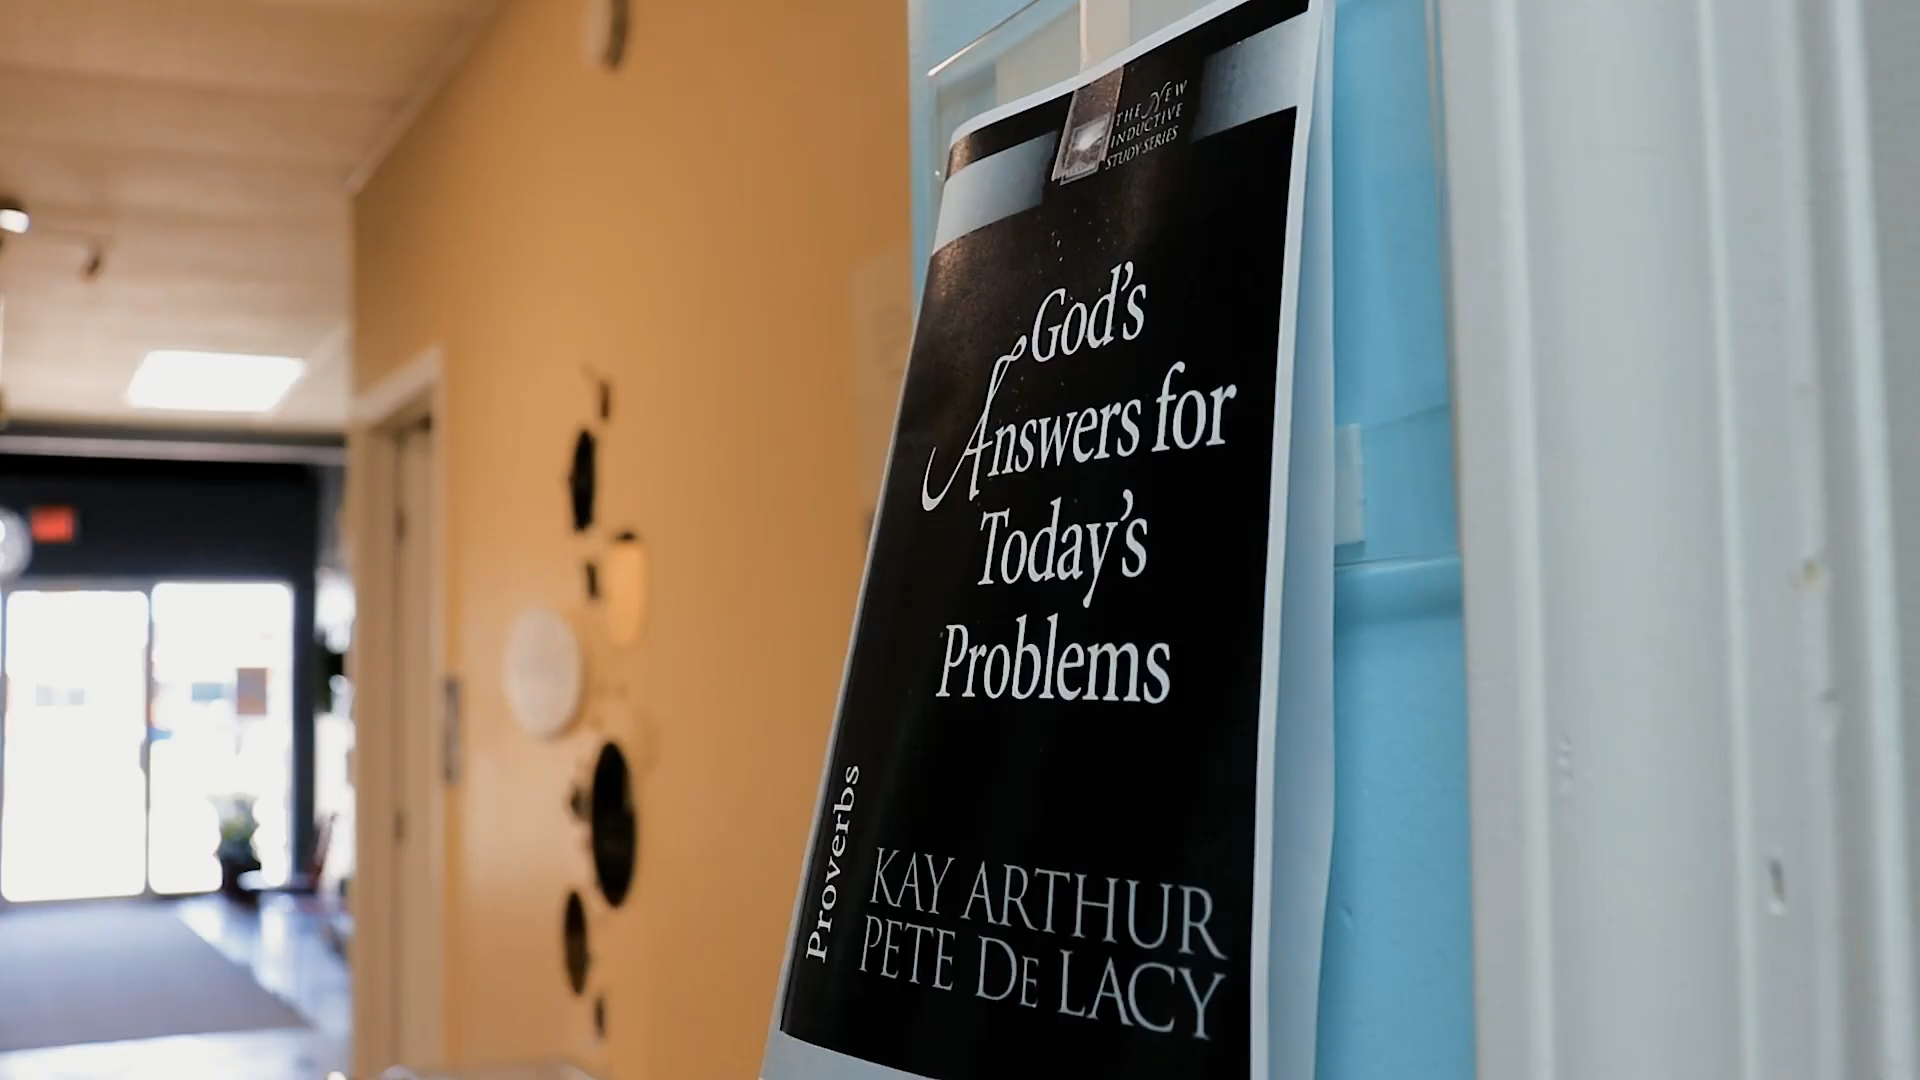 THE NEW
INDUCTIVE
STUDY SERIES
God's
Answers for
Today's
Problems
Proverbs
KAY ARTHUR
PETE DE LACY